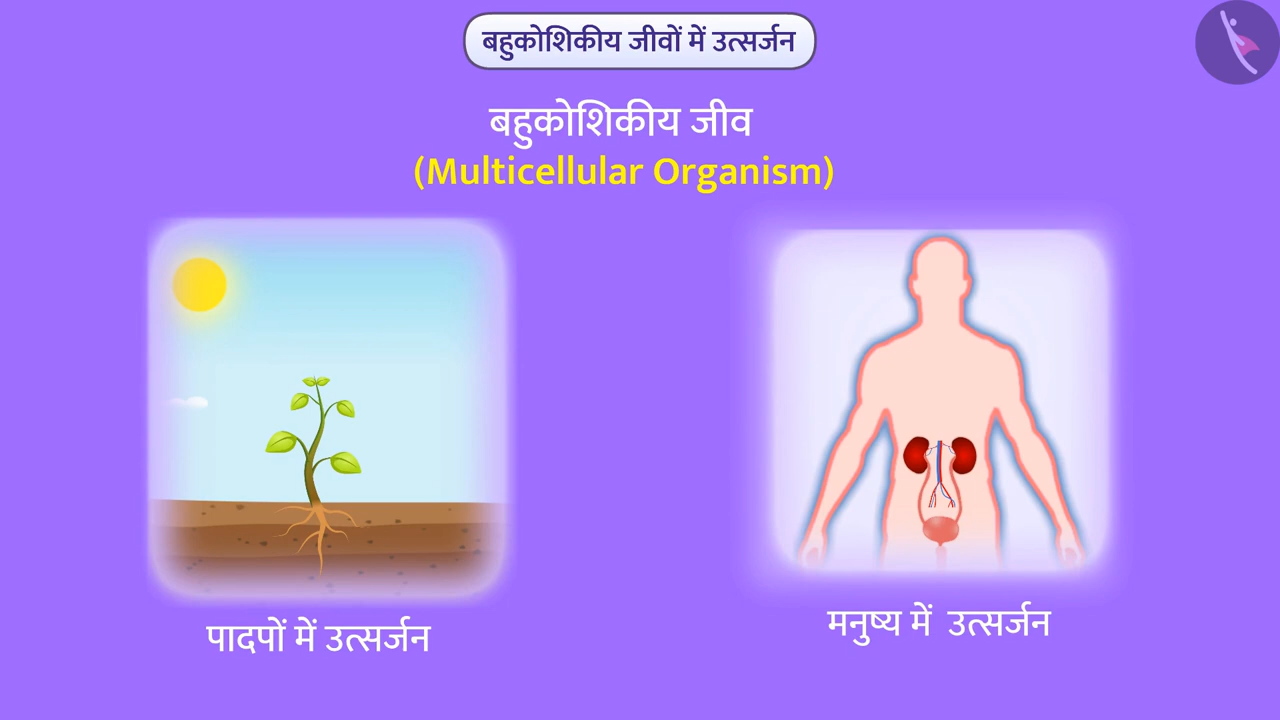 बहुकोशिकीय जीवों में उत्सर्जन
बहुकोशिकीय जीव
(Multicellular Organism)
पादपों में उत्सर्जन
मनुष्य में उत्सर्जन